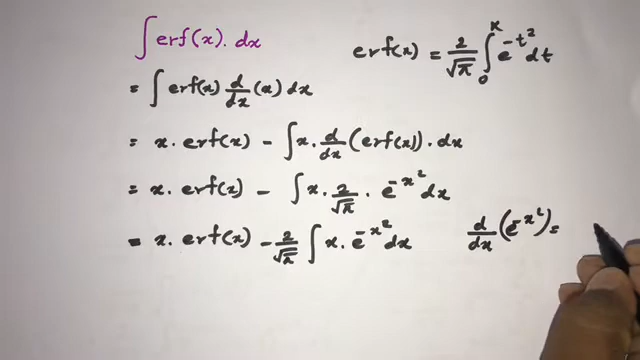 ∫ erf(x). dx
erf(x) = 2/√π ∫₀ˣ e^-t² dt
= ∫ erf(x) d/dx (x) dx
= x. erf(x) - ∫ x. d/dx (erf(x)). dx
= x. erf(x) - ∫ x. 2/√π . e^-x² dx
= x. erf(x) - 2/√π ∫ x. e^-x² dx
d/dx (e^-x²) =